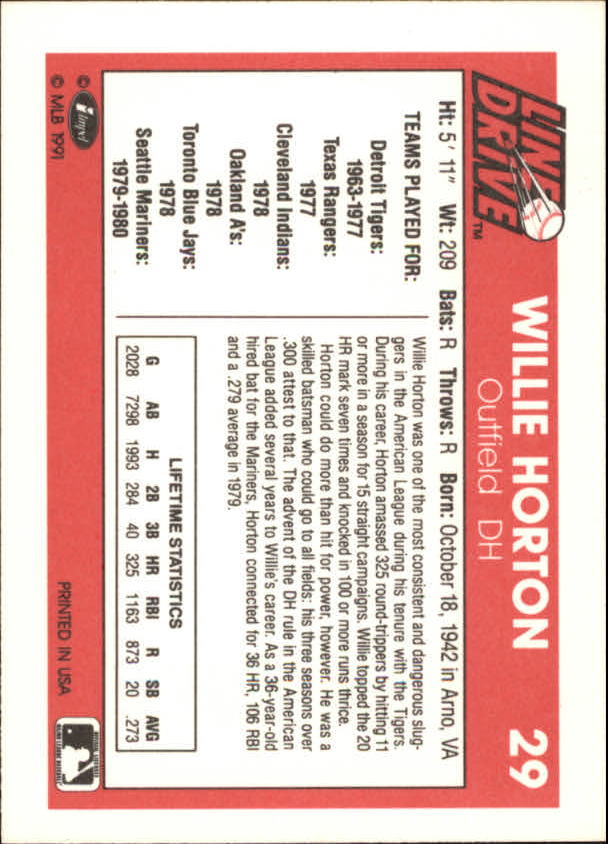 LINE DRIVE™
WILLIE HORTON
29
Outfield DH
Ht: 5' 11" Wt: 209 Bats: R Throws: R Born: October 18, 1942 in Arno, VA
TEAMS PLAYED FOR:
Detroit Tigers:
1963-1977
Texas Rangers:
1977
Cleveland Indians:
1978
Oakland A's:
1978
Toronto Blue Jays:
1978
Seattle Mariners:
1979-1980
Willie Horton was one of the most consistent and dangerous slug-
gers in the American League during his tenure with the Tigers.
During his career, Horton amassed 325 round-trippers by hitting 11
or more in a season for 15 straight campaigns. Willie topped the 20
HR mark seven times and knocked in 100 or more runs thrice.
Horton could do more than hit for power, however. He was a
skilled batsman who could go to all fields: his three seasons over
.300 attest to that. The advent of the DH rule in the American
League added several years to Willie's career. As a 36-year-old
hired bat for the Mariners, Horton connected for 36 HR, 106 RBI
and a .279 average in 1979.
LIFETIME STATISTICS
G AB H 2B 3B HR RBI R SB AVG
2028 7298 1993 284 40 325 1163 873 20 .273
© impel
© MLB 1991
PRINTED IN USA